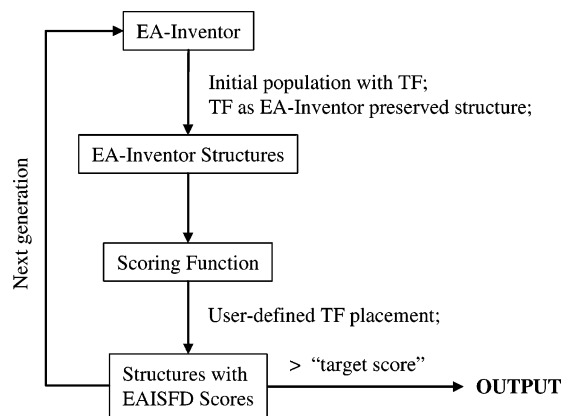 EA-Inventor
Initial population with TF;
TF as EA-Inventor preserved structure;
EA-Inventor Structures
Next generation
Scoring Function
User-defined TF placement;
Structures with
EAISFD Scores
> “target score”
OUTPUT